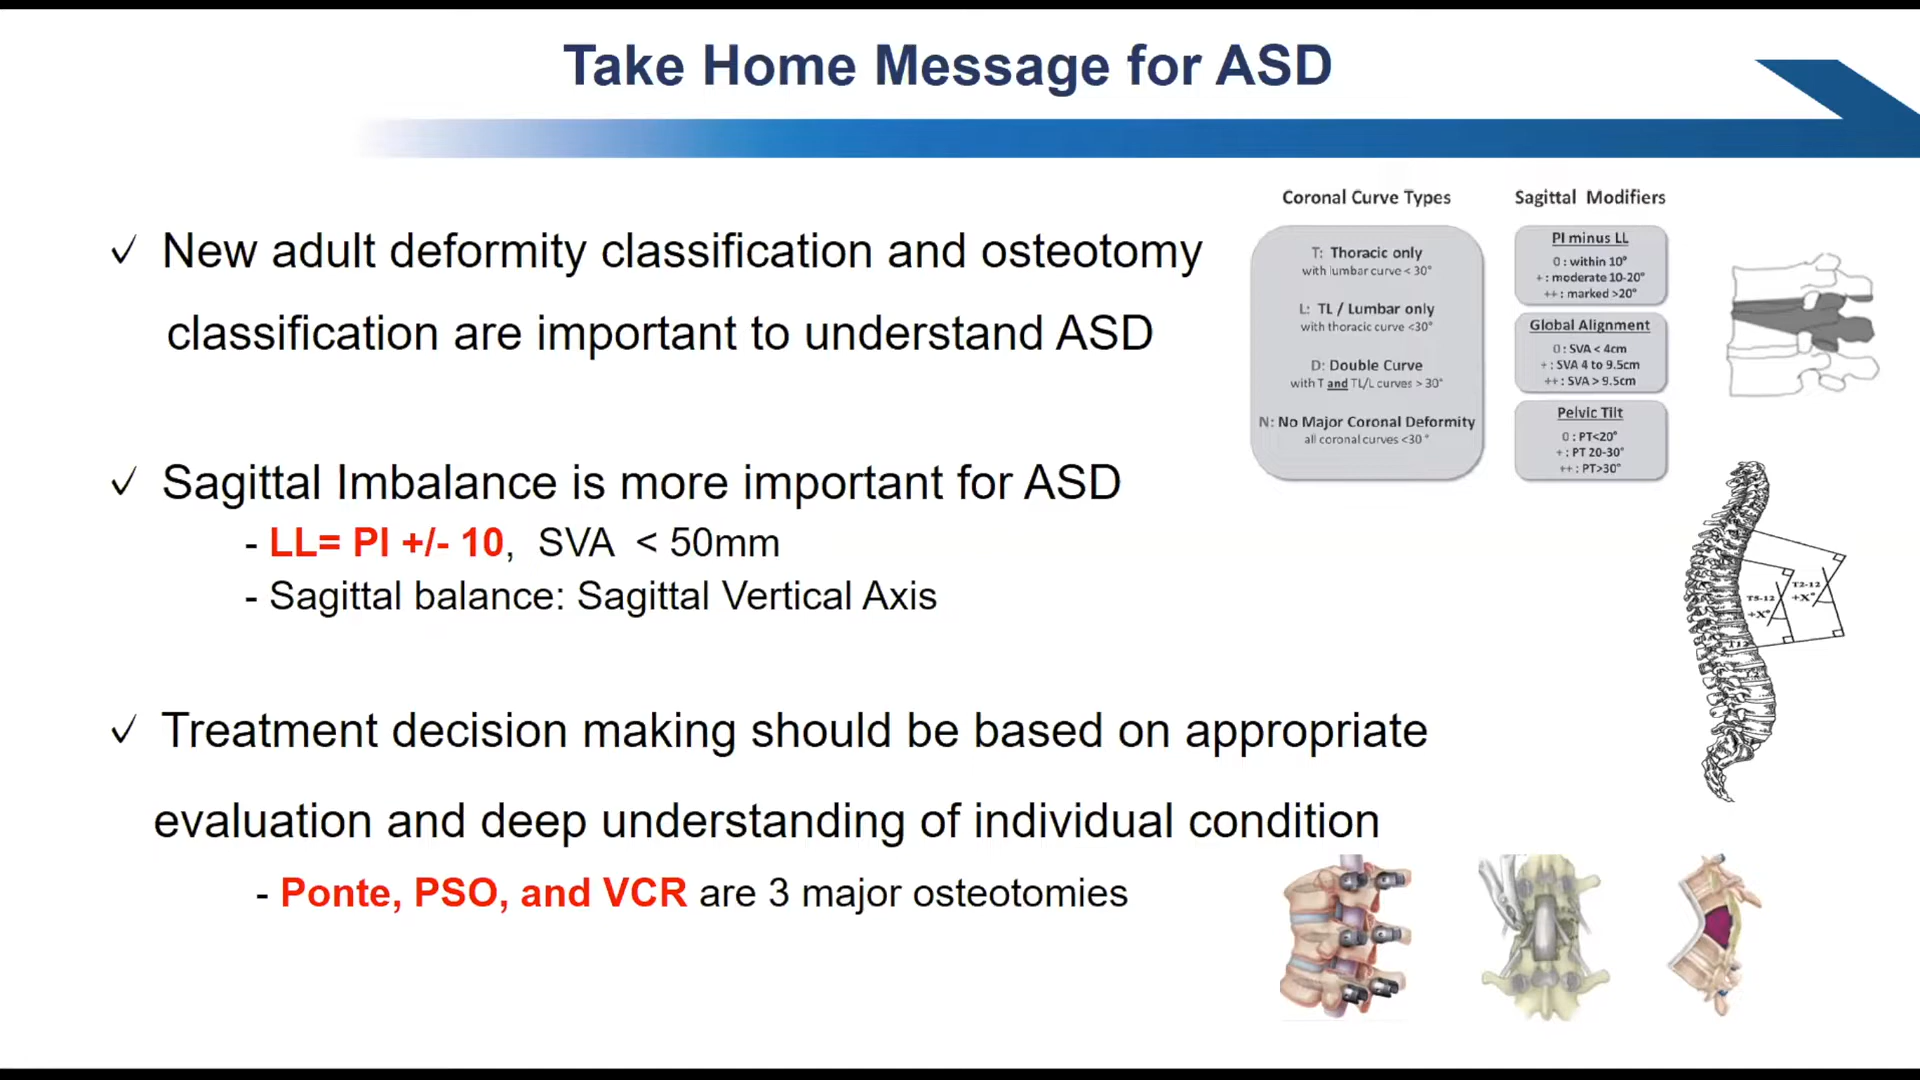 Take Home Message for ASD
✓ New adult deformity classification and osteotomy
classification are important to understand ASD
✓ Sagittal Imbalance is more important for ASD
- LL= PI +/- 10, SVA < 50mm
- Sagittal balance: Sagittal Vertical Axis
✓ Treatment decision making should be based on appropriate
evaluation and deep understanding of individual condition
- Ponte, PSO, and VCR are 3 major osteotomies
Coronal Curve Types
T: Thoracic only
with lumbar curve < 30°
L: TL / Lumbar only
with thoracic curve <30°
D: Double Curve
with T and TL/L curves > 30°
N: No Major Coronal Deformity
all coronal curves <30 °
Sagittal Modifiers
PI minus LL
0 : within 10°
+ : moderate 10-20°
++ : marked >20°
Global Alignment
0 : SVA < 4cm
+ : SVA 4 to 9.5cm
++ : SVA > 9.5cm
Pelvic Tilt
0 : PT<20°
+ : PT 20-30°
++ : PT>30°
T2-12
+X°
T5-12
+X°
T12